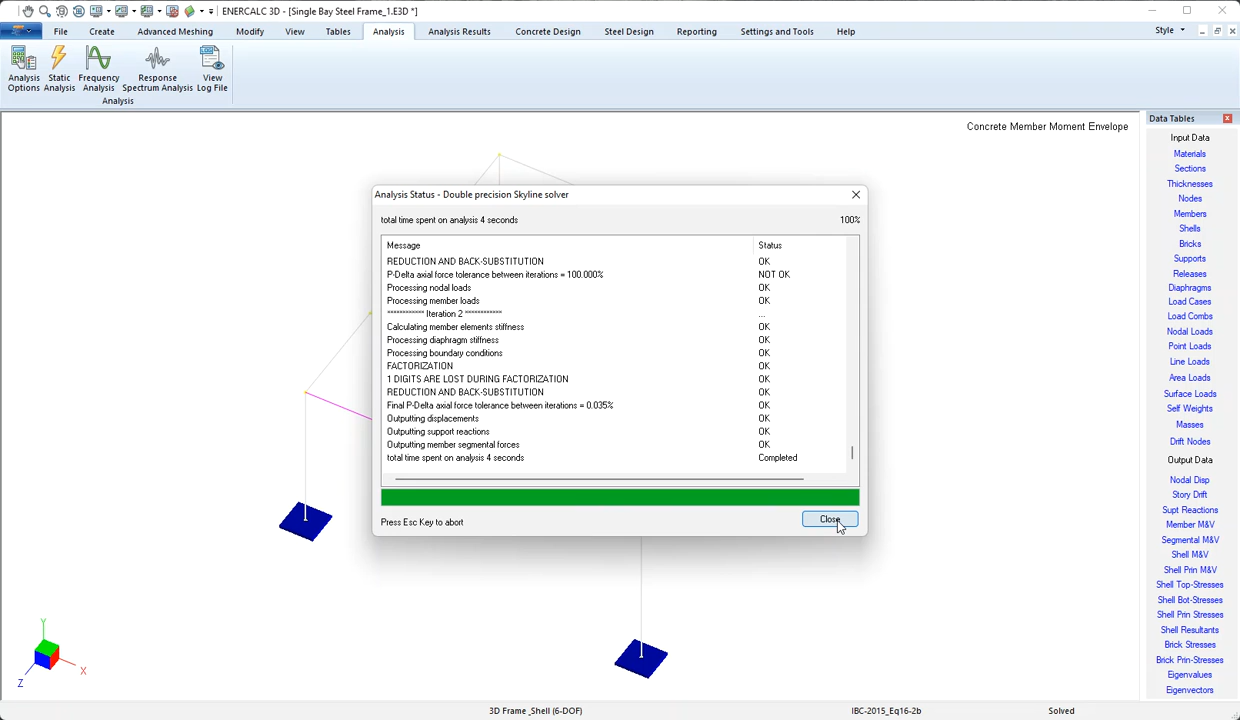 ENERCALC 3D - [Single Bay Steel Frame_1.E3D *]
File Create Advanced Meshing Modify View Tables Analysis Analysis Results Concrete Design Steel Design Reporting Settings and Tools Help Style
Analysis Options
Static Analysis
Frequency Analysis
Response Spectrum Analysis
View Log File
Analysis
Concrete Member Moment Envelope
Analysis Status - Double precision Skyline solver
total time spent on analysis 4 seconds 100%
Message Status
REDUCTION AND BACK-SUBSTITUTION OK
P-Delta axial force tolerance between iterations = 100.000% NOT OK
Processing nodal loads OK
Processing member loads OK
************ Iteration 2 ************ ...
Calculating member elements stiffness OK
Processing diaphragm stiffness OK
Processing boundary conditions OK
FACTORIZATION OK
1 DIGITS ARE LOST DURING FACTORIZATION OK
REDUCTION AND BACK-SUBSTITUTION OK
Final P-Delta axial force tolerance between iterations = 0.035% OK
Outputting displacements OK
Outputting support reactions OK
Outputting member segmental forces OK
total time spent on analysis 4 seconds Completed
Press Esc Key to abort Close
Y
X
Z
Data Tables
Input Data
Materials
Sections
Thicknesses
Nodes
Members
Shells
Bricks
Supports
Releases
Diaphragms
Load Cases
Load Combs
Nodal Loads
Point Loads
Line Loads
Area Loads
Surface Loads
Self Weights
Masses
Drift Nodes
Output Data
Nodal Disp
Story Drift
Supt Reactions
Member M&V
Segmental M&V
Shell M&V
Shell Prin M&V
Shell Top-Stresses
Shell Bot-Stresses
Shell Prin Stresses
Shell Resultants
Brick Stresses
Brick Prin-Stresses
Eigenvalues
Eigenvectors
3D Frame_Shell (6-DOF) IBC-2015_Eq16-2b Solved